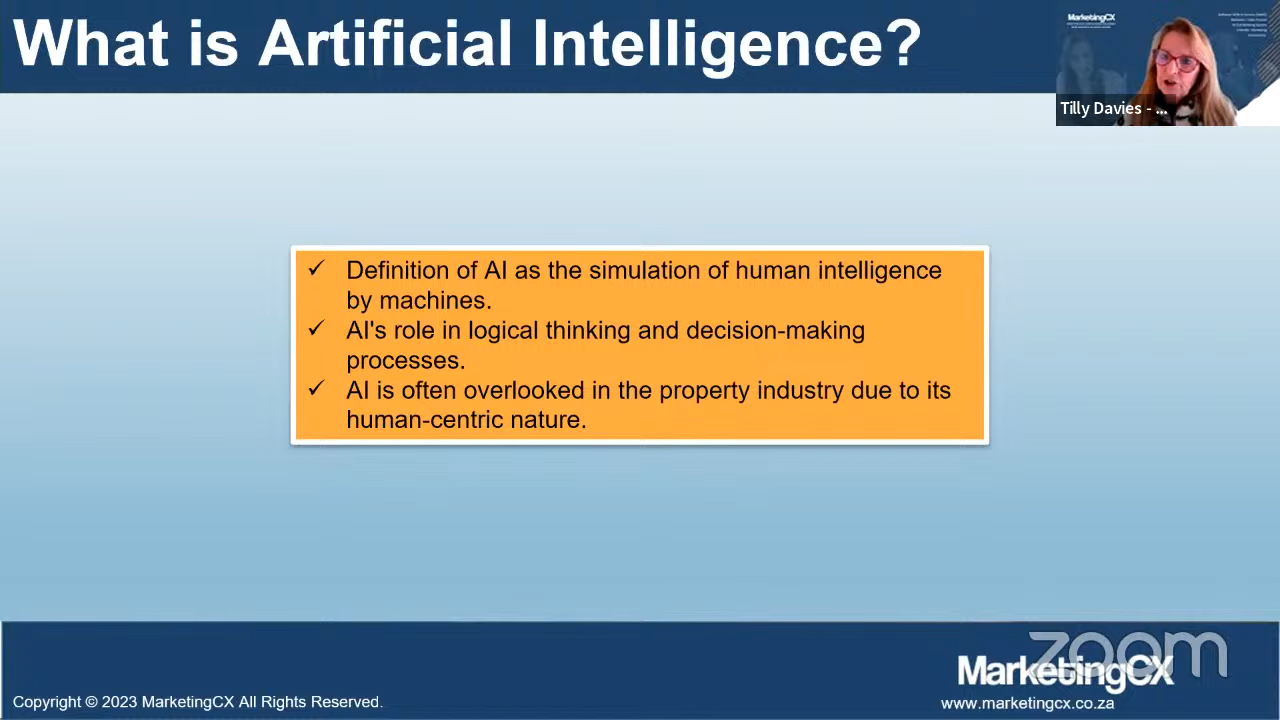 What is Artificial Intelligence?
MarketingCX
Tilly Davies - ...
✓ Definition of AI as the simulation of human intelligence
by machines.
✓ AI's role in logical thinking and decision-making
processes.
✓ AI is often overlooked in the property industry due to its
human-centric nature.
zoom
MarketingCX
Copyright © 2023 MarketingCX All Rights Reserved.
www.marketingcx.co.za